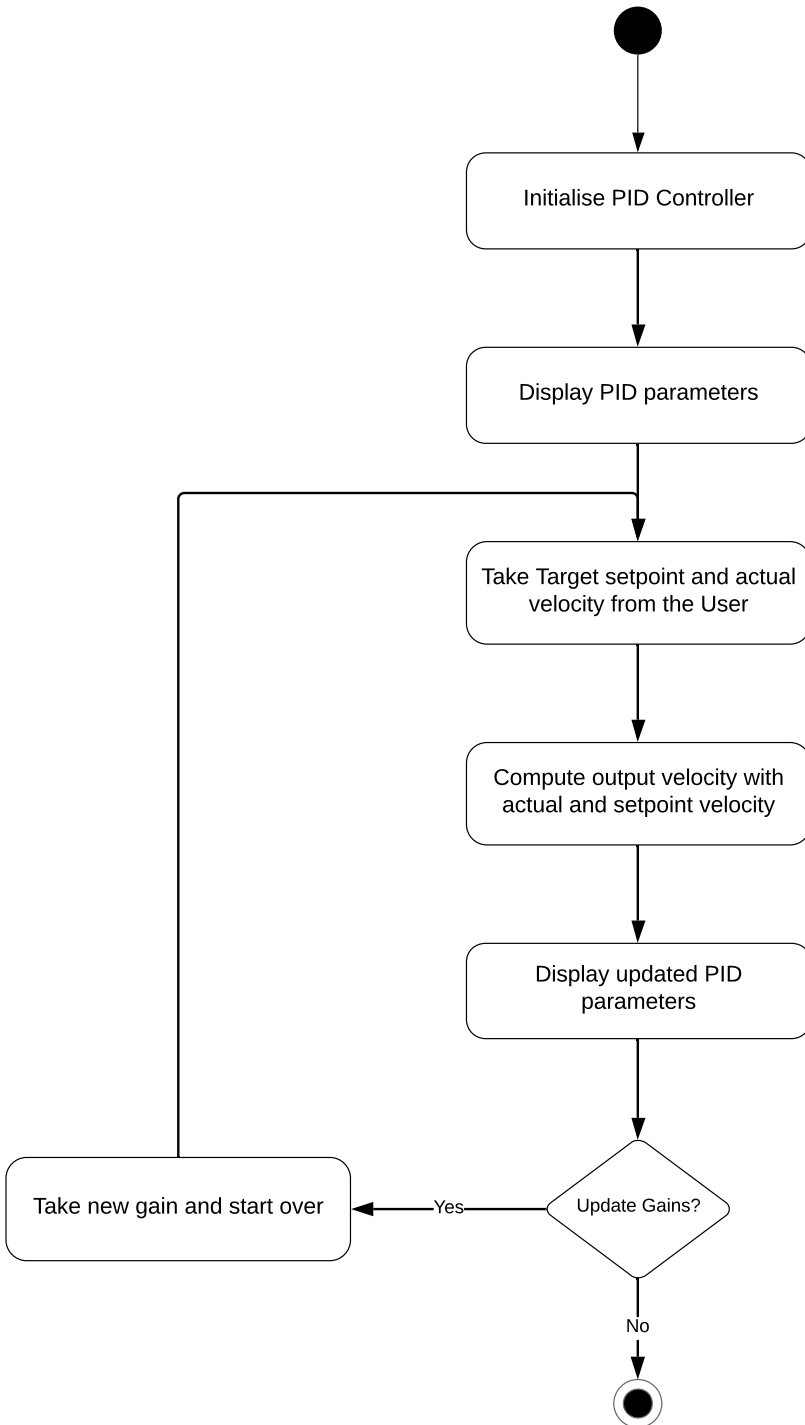 Initialise PID Controller
Display PID parameters
Take Target setpoint and actual
velocity from the User
Compute output velocity with
actual and setpoint velocity
Display updated PID
parameters
Update Gains?
Yes
Take new gain and start over
No